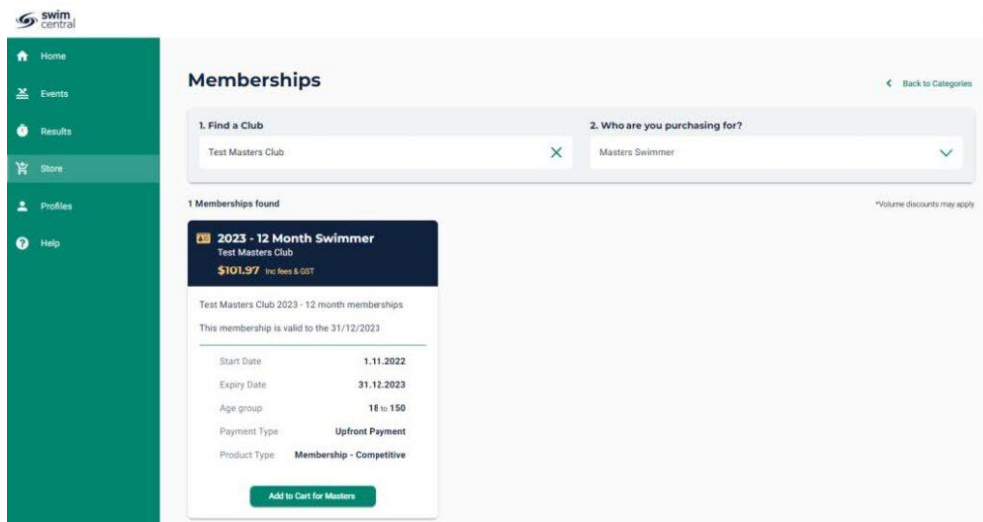 swim
central
Home
Events
Results
Store
Profiles
Help
Memberships
Back to Categories
1. Find a Club
2. Who are you purchasing for?
Test Masters Club
Masters Swimmer
1 Memberships found
*Volume discounts may apply
2023 - 12 Month Swimmer
Test Masters Club
$101.97 Inc fees & GST
Test Masters Club 2023 - 12 month memberships
This membership is valid to the 31/12/2023
Start Date 1.11.2022
Expiry Date 31.12.2023
Age group 18 to 150
Payment Type Upfront Payment
Product Type Membership - Competitive
Add to Cart for Masters